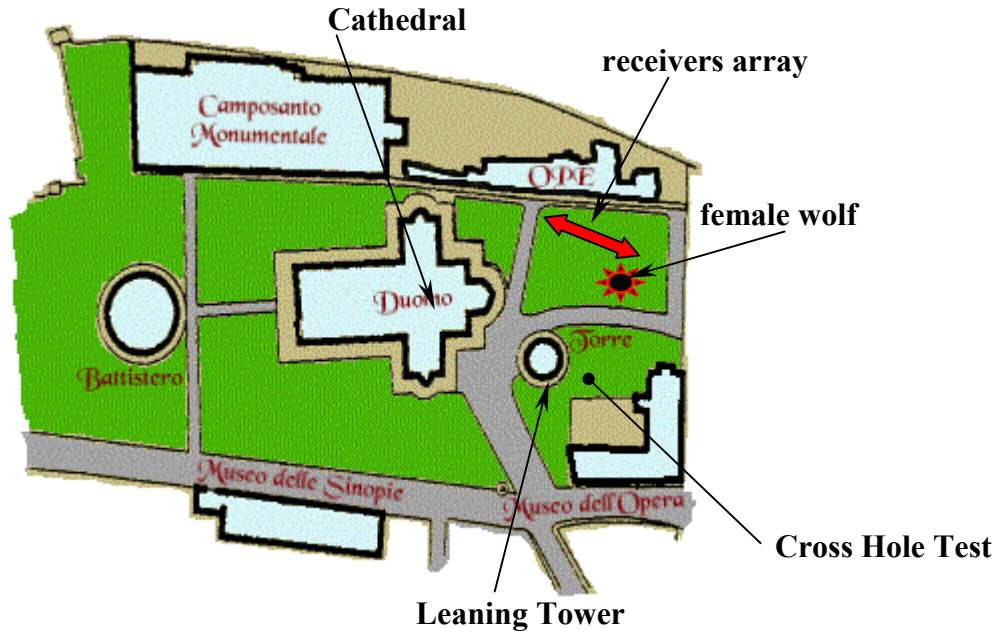 Cathedral
receivers array
Camposanto
Monumentale
OPE
female wolf
Duomo
Torre
Battistero
Museo delle Sinopie
Museo dell'Opera
Cross Hole Test
Leaning Tower